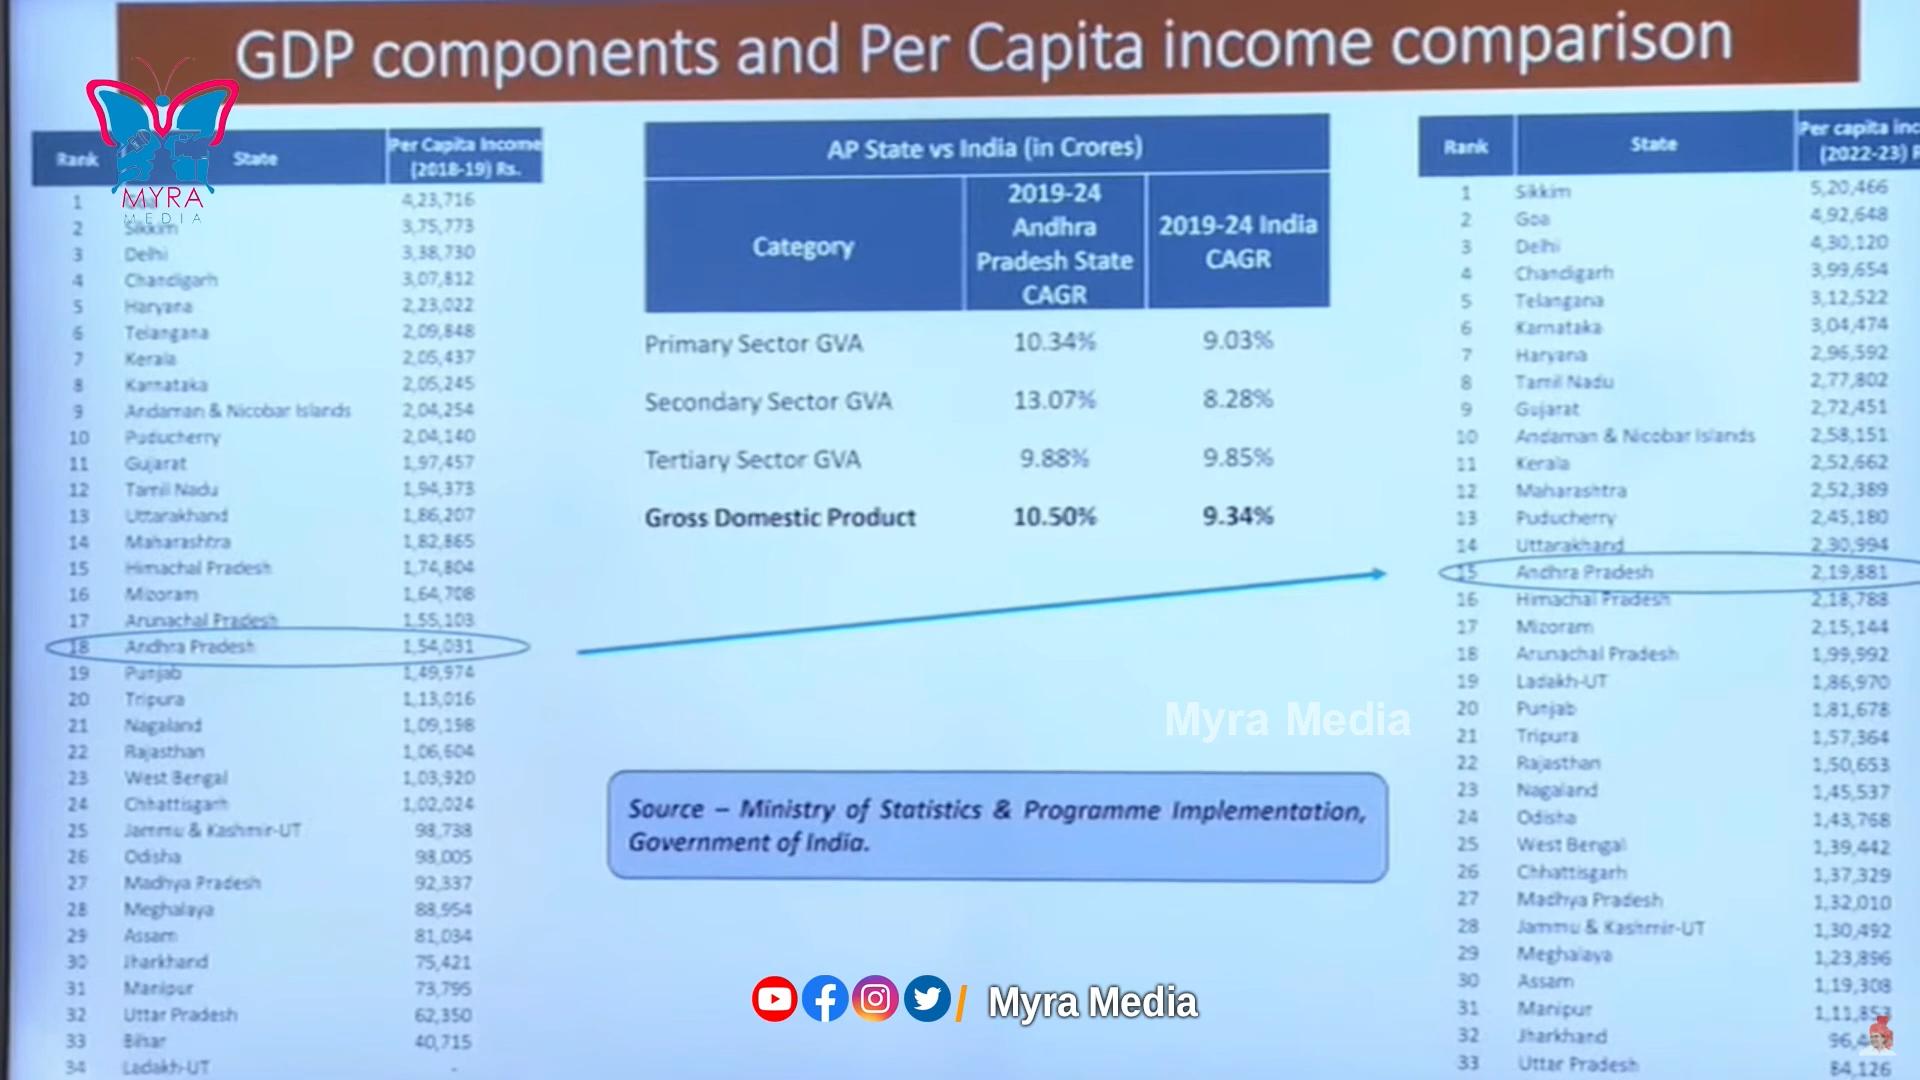 GDP components and Per Capita income comparison
MYRA
MEDIA
Rank State Per Capita Income (2018-19) Rs.
1 4,23,716
2 Sikkim 3,75,773
3 Delhi 3,38,730
4 Chandigarh 3,07,812
5 Haryana 2,23,022
6 Telangana 2,09,848
7 Kerala 2,05,437
8 Karnataka 2,05,245
9 Andaman & Nicobar Islands 2,04,254
10 Puducherry 2,04,140
11 Gujarat 1,97,457
12 Tamil Nadu 1,94,373
13 Uttarakhand 1,86,207
14 Maharashtra 1,82,865
15 Himachal Pradesh 1,74,804
16 Mizoram 1,64,708
17 Arunachal Pradesh 1,55,103
18 Andhra Pradesh 1,54,031
19 Punjab 1,49,974
20 Tripura 1,13,016
21 Nagaland 1,09,198
22 Rajasthan 1,06,604
23 West Bengal 1,03,920
24 Chhattisgarh 1,02,024
25 Jammu & Kashmir-UT 98,738
26 Odisha 98,005
27 Madhya Pradesh 92,337
28 Meghalaya 88,954
29 Assam 81,034
30 Jharkhand 75,421
31 Manipur 73,795
32 Uttar Pradesh 62,350
33 Bihar 40,715
34 Ladakh-UT -
AP State vs India (in Crores)
Category 2019-24 Andhra Pradesh State CAGR 2019-24 India CAGR
Primary Sector GVA 10.34% 9.03%
Secondary Sector GVA 13.07% 8.28%
Tertiary Sector GVA 9.88% 9.85%
Gross Domestic Product 10.50% 9.34%
Myra Media
Source – Ministry of Statistics & Programme Implementation,
Government of India.
Rank State Per capita inc (2022-23) R
1 Sikkim 5,20,466
2 Goa 4,92,648
3 Delhi 4,30,120
4 Chandigarh 3,99,654
5 Telangana 3,12,522
6 Karnataka 3,04,474
7 Haryana 2,96,592
8 Tamil Nadu 2,77,802
9 Gujarat 2,72,451
10 Andaman & Nicobar Islands 2,58,151
11 Kerala 2,52,662
12 Maharashtra 2,52,389
13 Puducherry 2,45,180
14 Uttarakhand 2,30,994
15 Andhra Pradesh 2,19,881
16 Himachal Pradesh 2,18,788
17 Mizoram 2,15,144
18 Arunachal Pradesh 1,99,992
19 Ladakh-UT 1,86,970
20 Punjab 1,81,678
21 Tripura 1,57,364
22 Rajasthan 1,50,653
23 Nagaland 1,45,537
24 Odisha 1,43,768
25 West Bengal 1,39,442
26 Chhattisgarh 1,37,329
27 Madhya Pradesh 1,32,010
28 Jammu & Kashmir-UT 1,30,492
29 Meghalaya 1,23,896
30 Assam 1,19,308
31 Manipur 1,11,853
32 Jharkhand
33 Uttar Pradesh 84,126
/ Myra Media